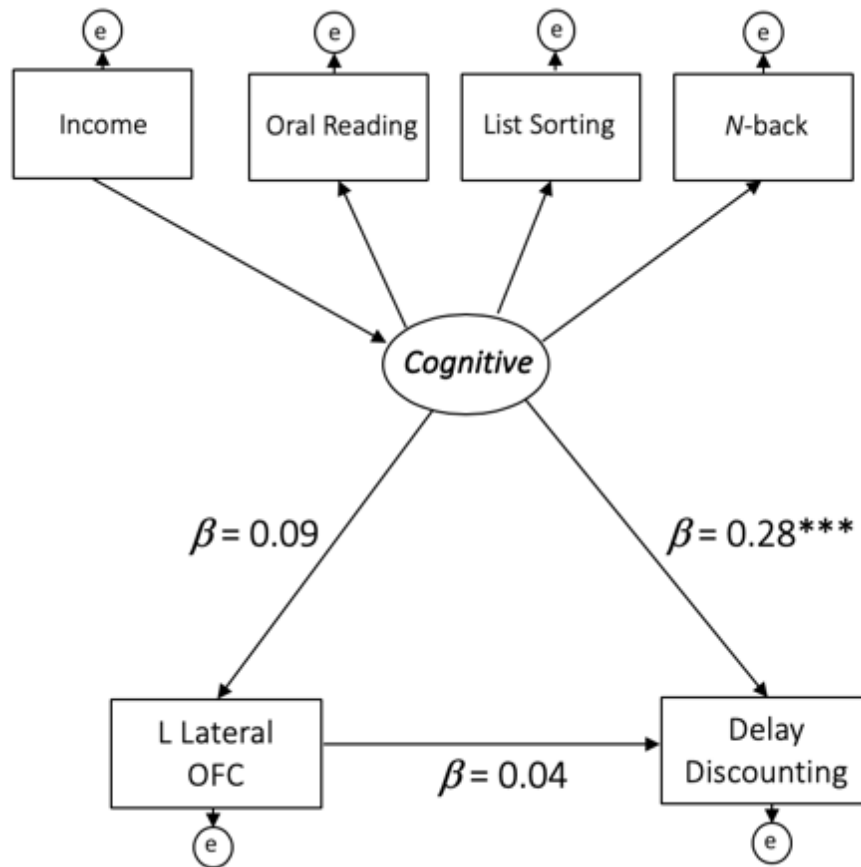 e
e
e
e
Income
Oral Reading
List Sorting
N-back
Cognitive
β = 0.09
β = 0.28***
L Lateral
OFC
β = 0.04
Delay
Discounting
e
e